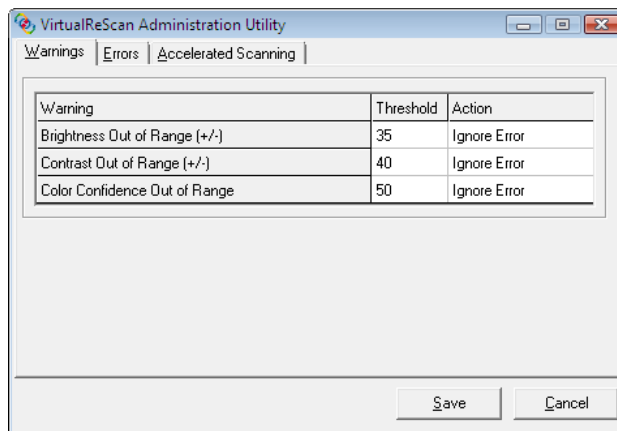 VirtualReScan Administration Utility
Warnings Errors Accelerated Scanning
Warning Threshold Action
Brightness Out of Range (+/-) 35 Ignore Error
Contrast Out of Range (+/-) 40 Ignore Error
Color Confidence Out of Range 50 Ignore Error
Save Cancel